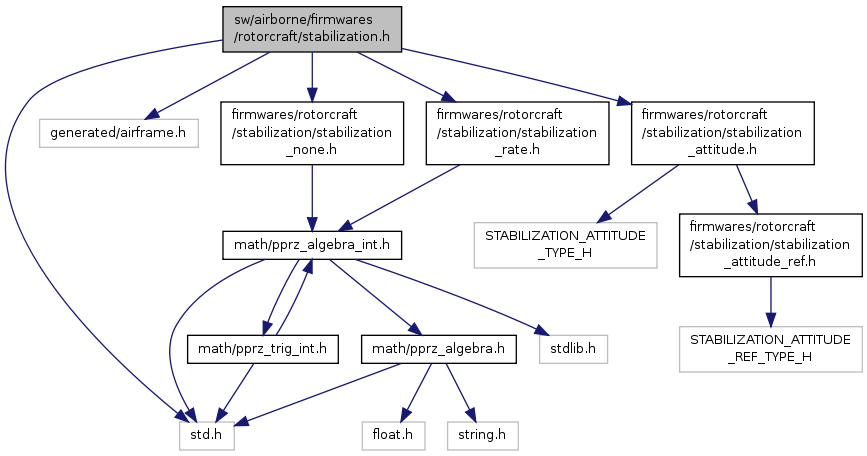 sw/airborne/firmwares
/rotorcraft/stabilization.h
generated/airframe.h
firmwares/rotorcraft
/stabilization/stabilization
_none.h
firmwares/rotorcraft
/stabilization/stabilization
_rate.h
firmwares/rotorcraft
/stabilization/stabilization
_attitude.h
math/pprz_algebra_int.h
STABILIZATION_ATTITUDE
_TYPE_H
firmwares/rotorcraft
/stabilization/stabilization
_attitude_ref.h
math/pprz_trig_int.h
math/pprz_algebra.h
stdlib.h
STABILIZATION_ATTITUDE
_REF_TYPE_H
std.h
float.h
string.h